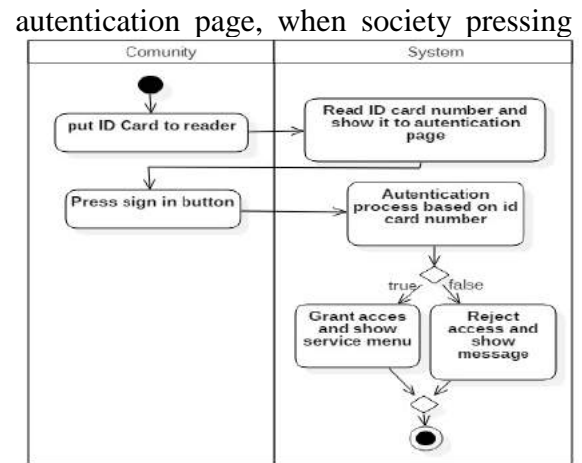 autentication page, when society pressing
Comunity
System
put ID Card to reader
Read ID card number and
show it to autentication
page
Press sign in button
Autentication
process based on id
card number
true
false
Grant acces
and show
service menu
Reject
access and
show
message